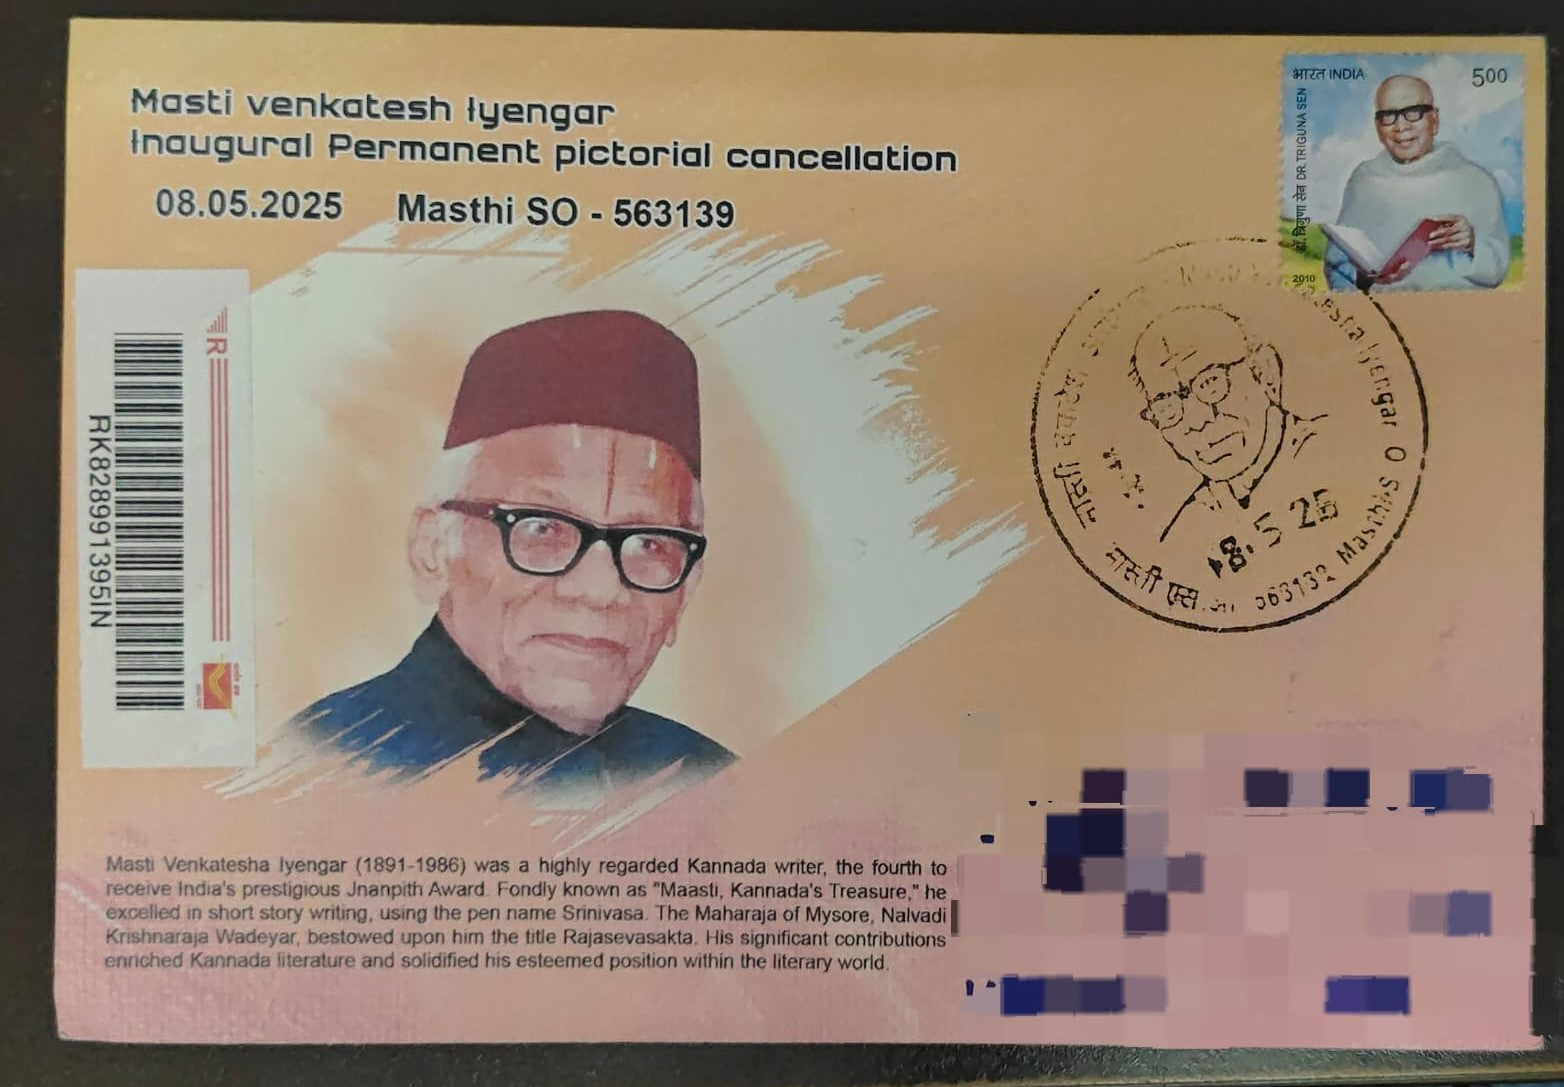 Masti venkatesh Iyengar
Inaugural Permanent pictorial cancellation
08.05.2025 Masthi SO - 563139
भारत INDIA 500
डॉ. त्रिगुणा सेन DR. TRIGUNA SEN
2010
R
RK828991395IN
Iyengar O Masthi S
मास्ती एस.
8.5 25
Masti Venkatesha Iyengar (1891-1986) was a highly regarded Kannada writer, the fourth to
receive India's prestigious Jnanpith Award. Fondly known as "Maasti, Kannada's Treasure," he
excelled in short story writing, using the pen name Srinivasa. The Maharaja of Mysore, Nalvadi
Krishnaraja Wadeyar, bestowed upon him the title Rajasevasakta. His significant contributions
enriched Kannada literature and solidified his esteemed position within the literary world.